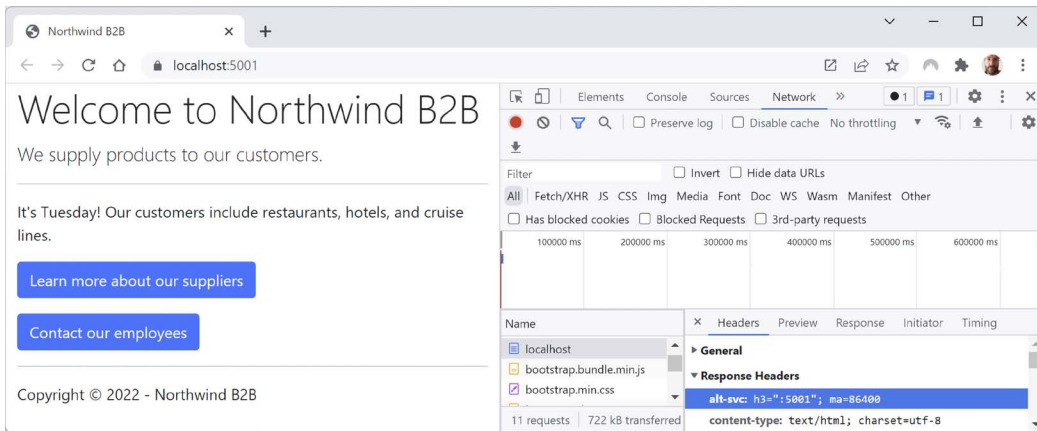 Northwind B2B
localhost:5001
Welcome to Northwind B2B
We supply products to our customers.
It's Tuesday! Our customers include restaurants, hotels, and cruise
lines.
Learn more about our suppliers
Contact our employees
Copyright © 2022 - Northwind B2B
Elements Console Sources Network » 1 1
Preserve log Disable cache No throttling
Filter Invert Hide data URLs
All Fetch/XHR JS CSS Img Media Font Doc WS Wasm Manifest Other
Has blocked cookies Blocked Requests 3rd-party requests
100000 ms 200000 ms 300000 ms 400000 ms 500000 ms 600000 ms
Name
localhost
bootstrap.bundle.min.js
bootstrap.min.css
11 requests 722 kB transferred
Headers Preview Response Initiator Timing
General
Response Headers
alt-svc: h3=":5001"; ma=86400
content-type: text/html; charset=utf-8